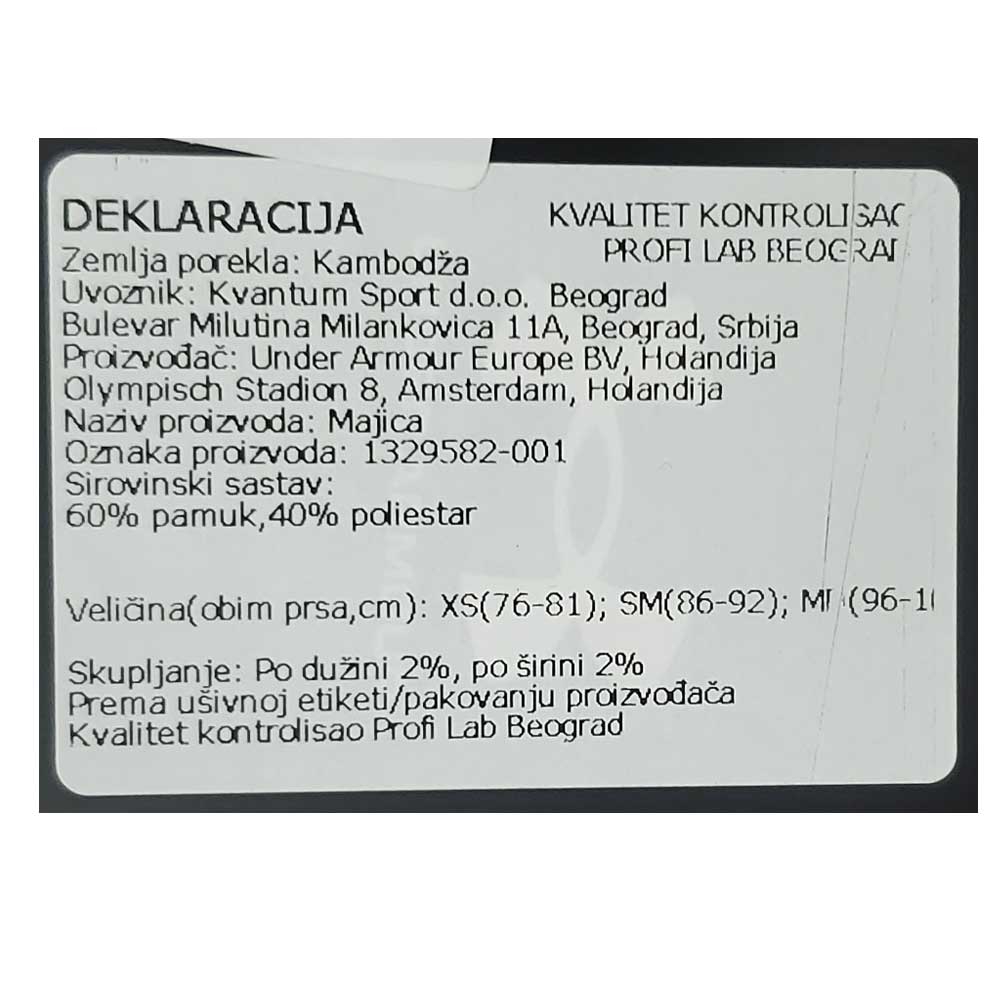 DEKLARACIJA
KVALITET KONTROLISAO
PROFI LAB BEOGRAD
Zemlja porekla: Kambodža
Uvoznik: Kvantum Sport d.o.o. Beograd
Bulevar Milutina Milankovica 11A, Beograd, Srbija
Proizvođač: Under Armour Europe BV, Holandija
Olympisch Stadion 8, Amsterdam, Holandija
Naziv proizvoda: Majica
Oznaka proizvoda: 1329582-001
Sirovinski sastav:
60% pamuk,40% poliestar
Veličina(obim prsa,cm): XS(76-81); SM(86-92);
Skupljanje: Po dužini 2%, po širini 2%
Prema ušivnoj etiketi/pakovanju proizvođača
Kvalitet kontrolisao Profi Lab Beograd